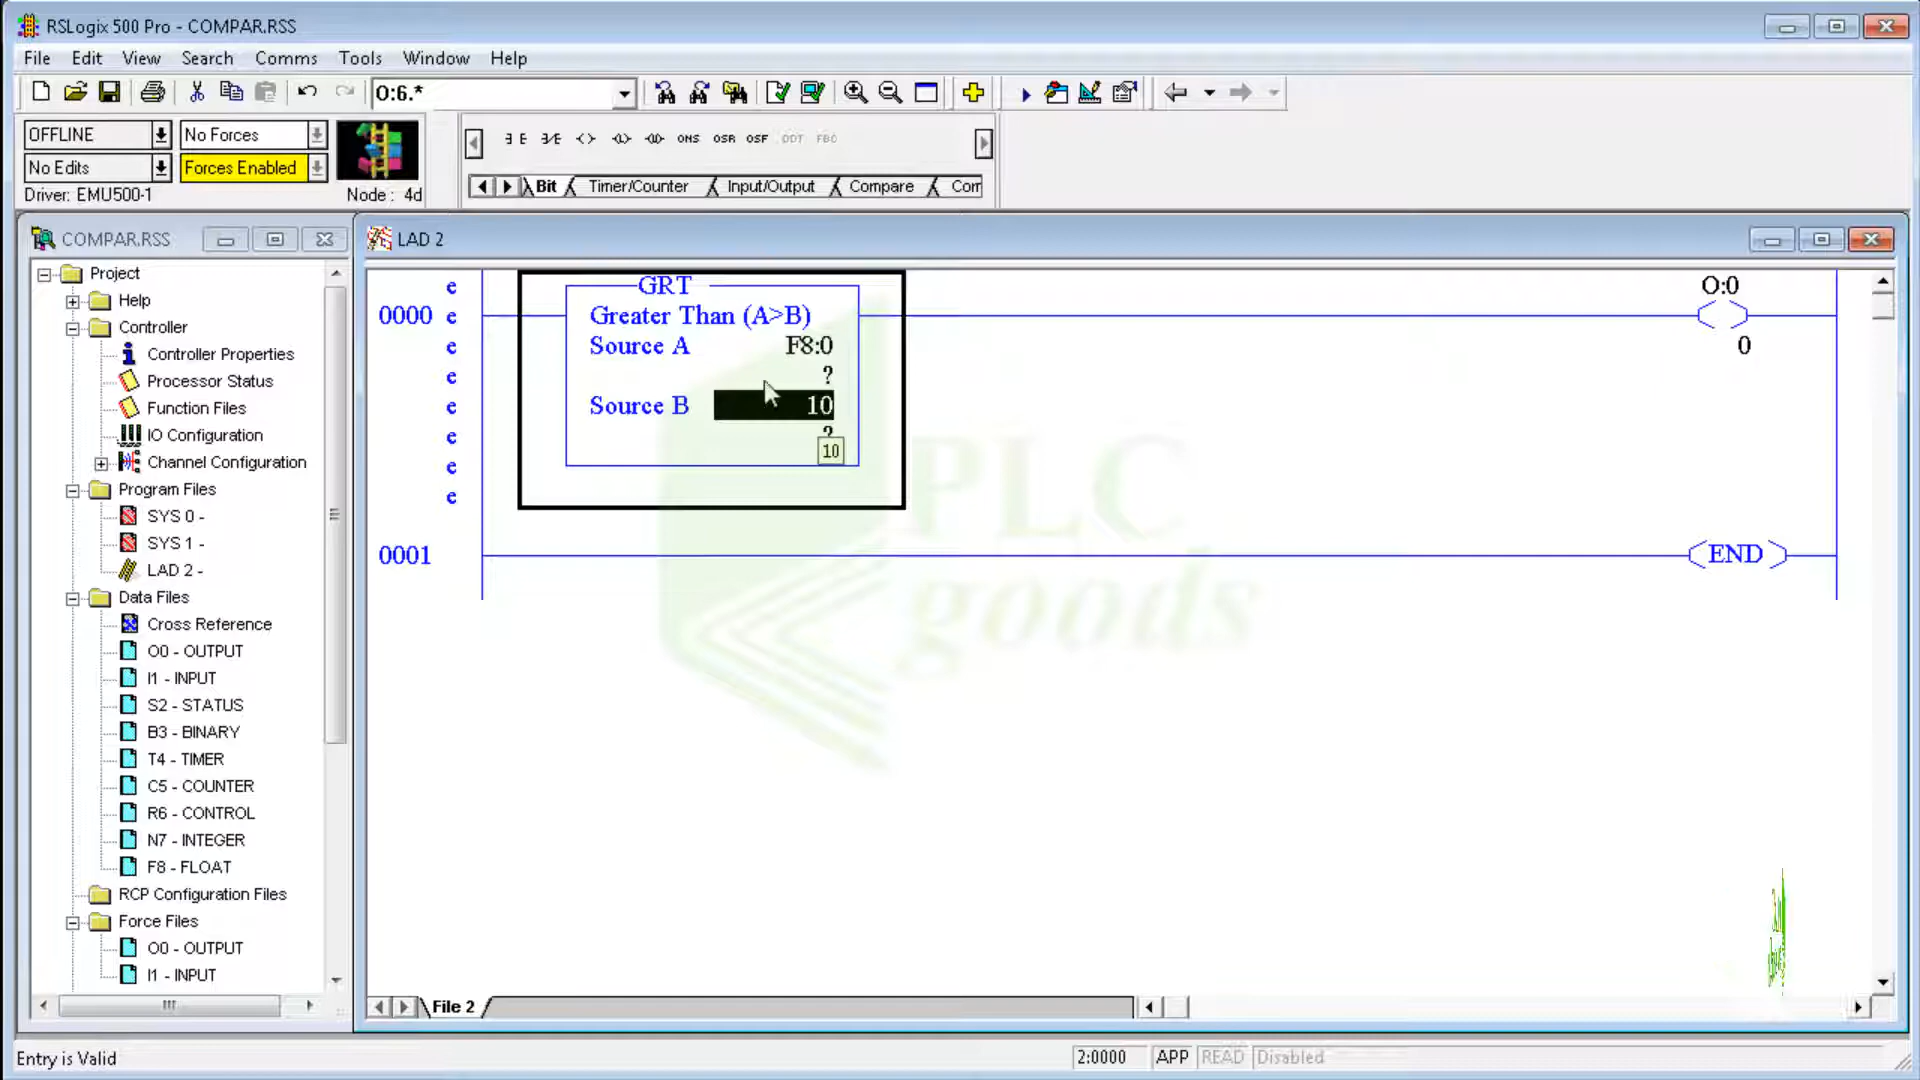 RSLogix 500 Pro - COMPAR.RSS
File Edit View Search Comms Tools Window Help
O:6.*
OFFLINE No Forces
No Edits Forces Enabled
Driver: EMU500-1 Node : 4d
ONS OSR OSF DDT FBC
Bit Timer/Counter Input/Output Compare Com
COMPAR.RSS
Project
Help
Controller
Controller Properties
Processor Status
Function Files
IO Configuration
Channel Configuration
Program Files
SYS 0 -
SYS 1 -
LAD 2 -
Data Files
Cross Reference
O0 - OUTPUT
I1 - INPUT
S2 - STATUS
B3 - BINARY
T4 - TIMER
C5 - COUNTER
R6 - CONTROL
N7 - INTEGER
F8 - FLOAT
RCP Configuration Files
Force Files
O0 - OUTPUT
I1 - INPUT
LAD 2
e GRT O:0
0000 e Greater Than (A>B)
e Source A F8:0 0
e ?
e Source B 10
e ?
e 10
e
0001 END
PLC
goods
File 2
Entry is Valid 2:0000 APP READ Disabled